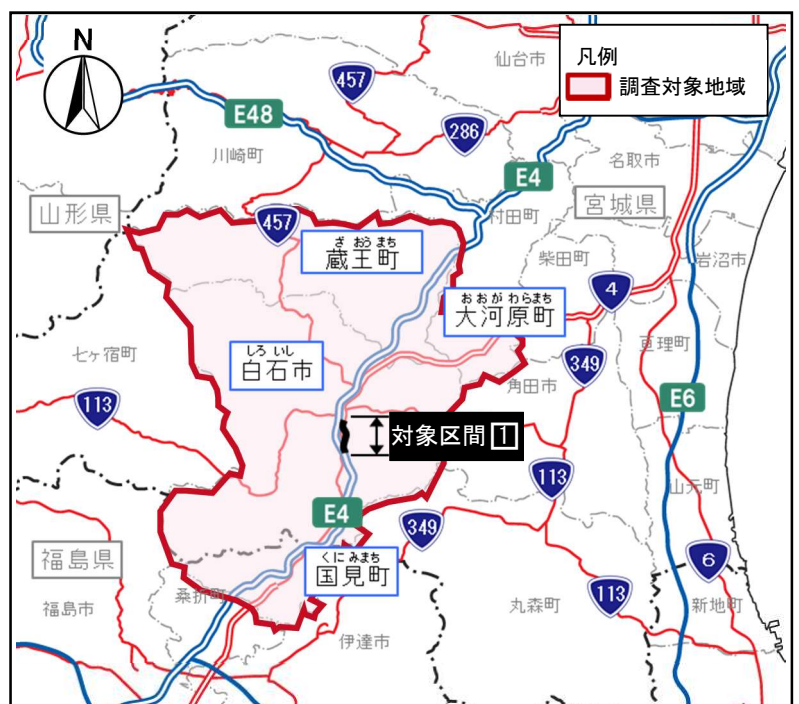 N
仙台市
凡例
調査対象地域
457
E48
286
川崎町
名取市
E4
山形県
宮城県
457
村田町
ざおうまち
蔵王町
柴田町
岩沼市
4
おおがわらまち
大河原町
七ヶ宿町
しろいし
白石市
349
亘理町
角田市
113
E6
対象区間1
113
山元町
E4
349
福島県
くにみまち
国見町
6
桑折町
福島市
丸森町
113
新地町
伊達市